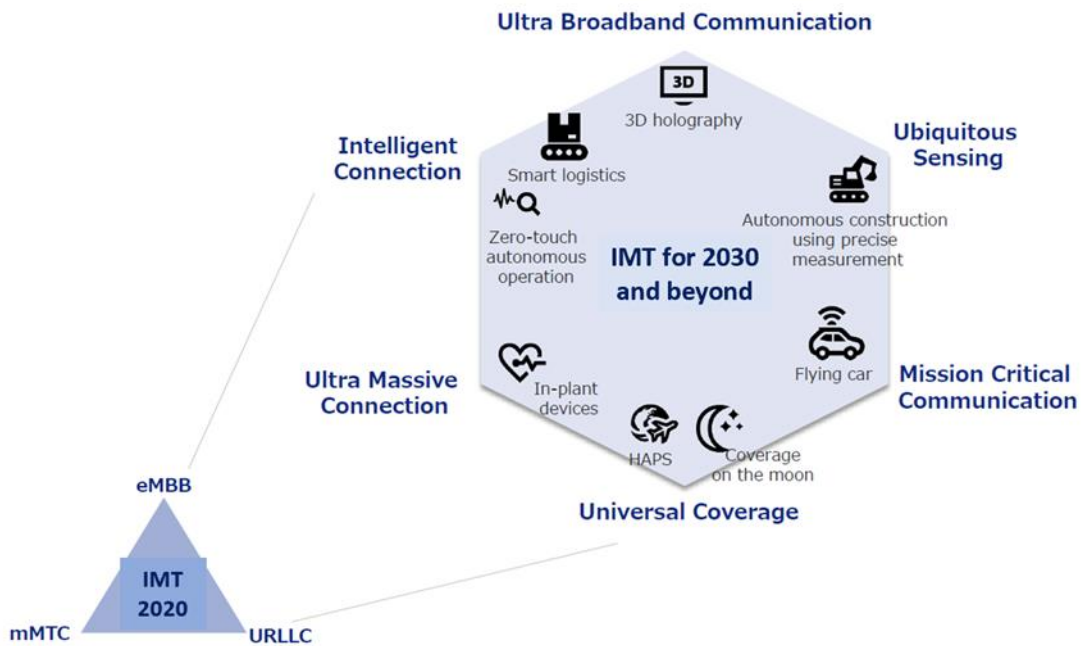 Ultra Broadband Communication
3D
3D holography
Intelligent
Connection
Smart logistics
Ubiquitous
Sensing
Zero-touch
autonomous
operation
Autonomous construction
using precise
measurement
IMT for 2030
and beyond
Ultra Massive
Connection
In-plant
devices
Flying car
Mission Critical
Communication
HAPS
Coverage
on the moon
Universal Coverage
eMBB
IMT
2020
mMTC
URLLC